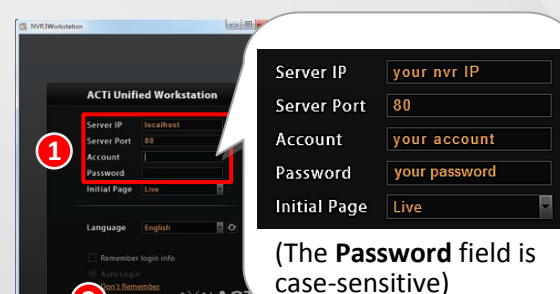 NVR3Workstation
ACTi Unified Workstation
Server IP localhost
Server Port 80
Account
Password
Initial Page Live
Language English
Remember login info
Auto Login
Don't Remember
1
Server IP your nvr IP
Server Port 80
Account your account
Password your password
Initial Page Live
(The Password field is
case-sensitive)